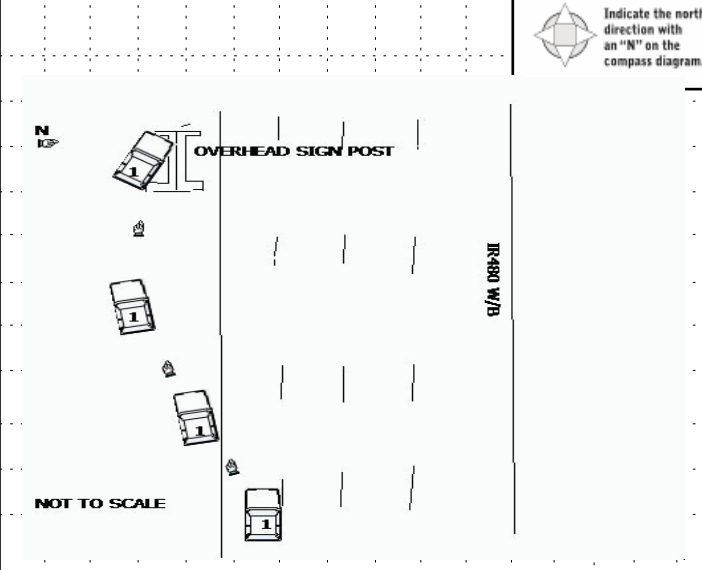 Indicate the north
direction with
an "N" on the
compass diagram.
N
1
OVERHEAD SIGN POST
IR480 W/B
1
1
NOT TO SCALE
1